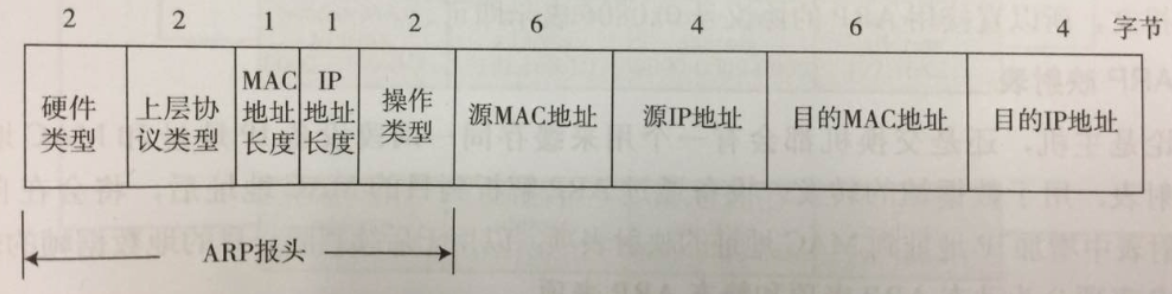 2 2 1 1 2 6 4 6 4 字节
硬件类型
上层协议类型
MAC地址长度
IP地址长度
操作类型
源MAC地址
源IP地址
目的MAC地址
目的IP地址
ARP报头